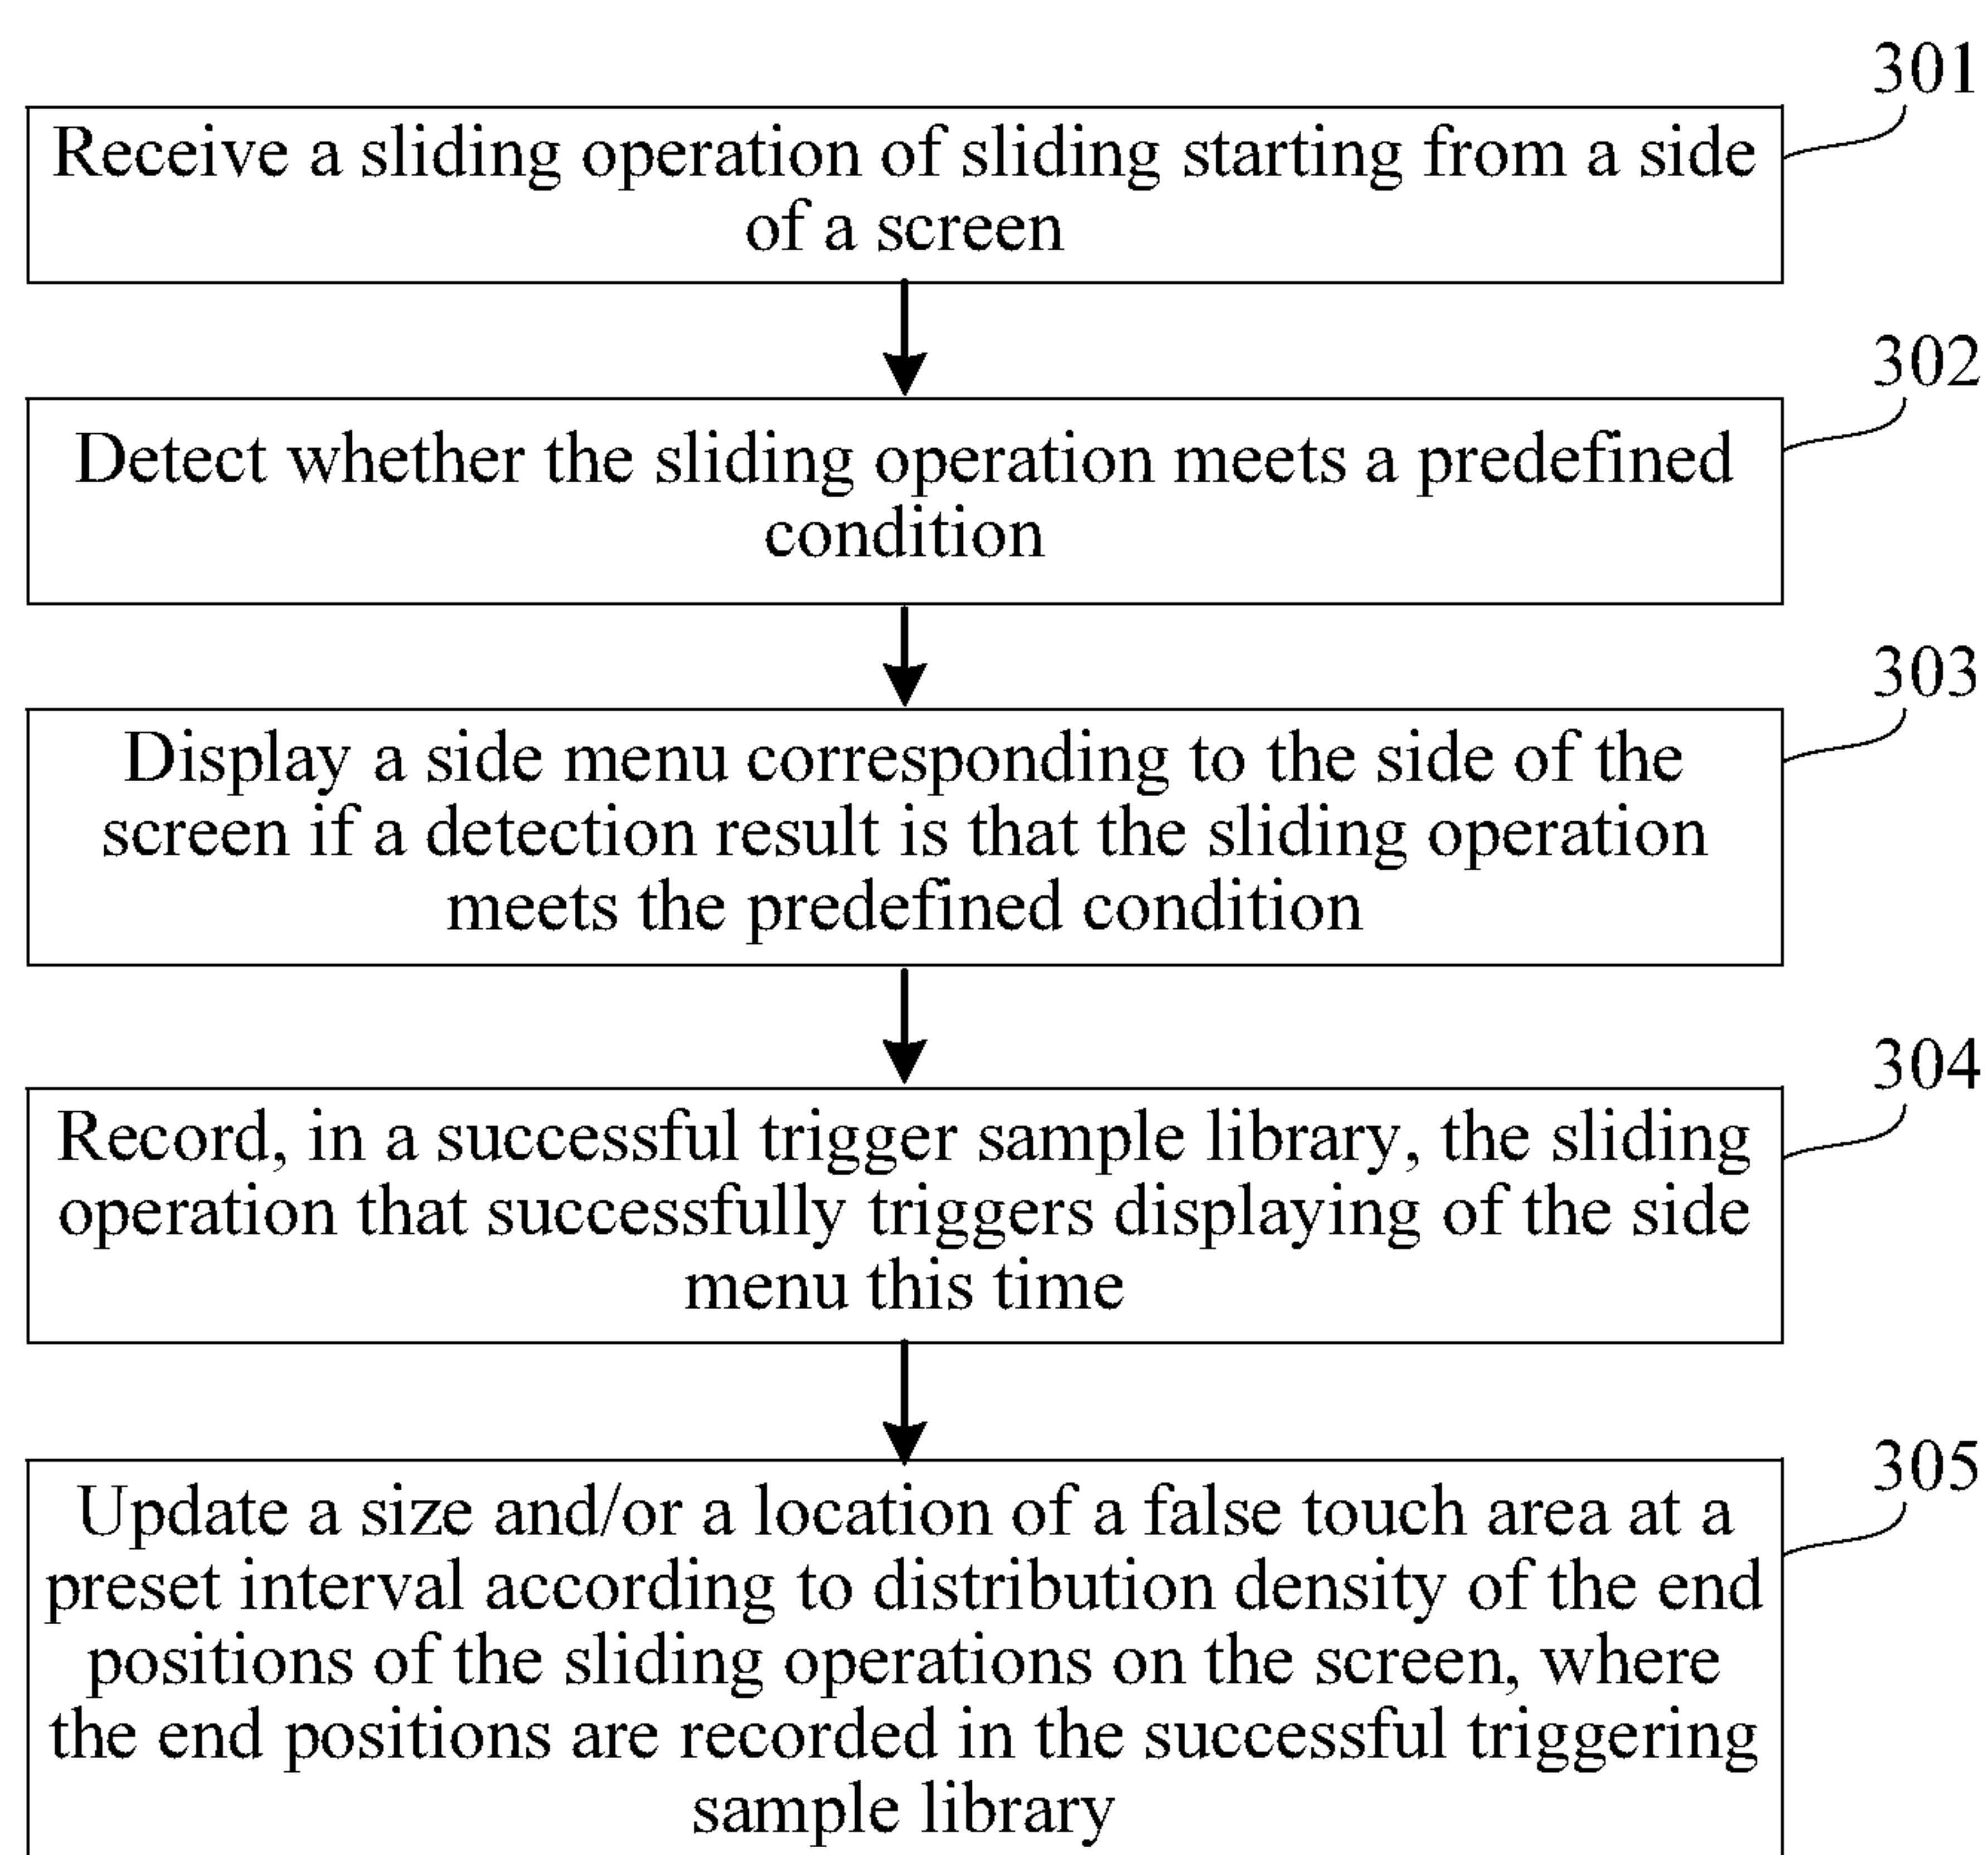 301
Receive a sliding operation of sliding starting from a side
of a screen
302
Detect whether the sliding operation meets a predefined
condition
303
Display a side menu corresponding to the side of the
screen if a detection result is that the sliding operation
meets the predefined condition
304
Record, in a successful trigger sample library, the sliding
operation that successfully triggers displaying of the side
menu this time
305
Update a size and/or a location of a false touch area at a
preset interval according to distribution density of the end
positions of the sliding operations on the screen, where
the end positions are recorded in the successful triggering
sample library